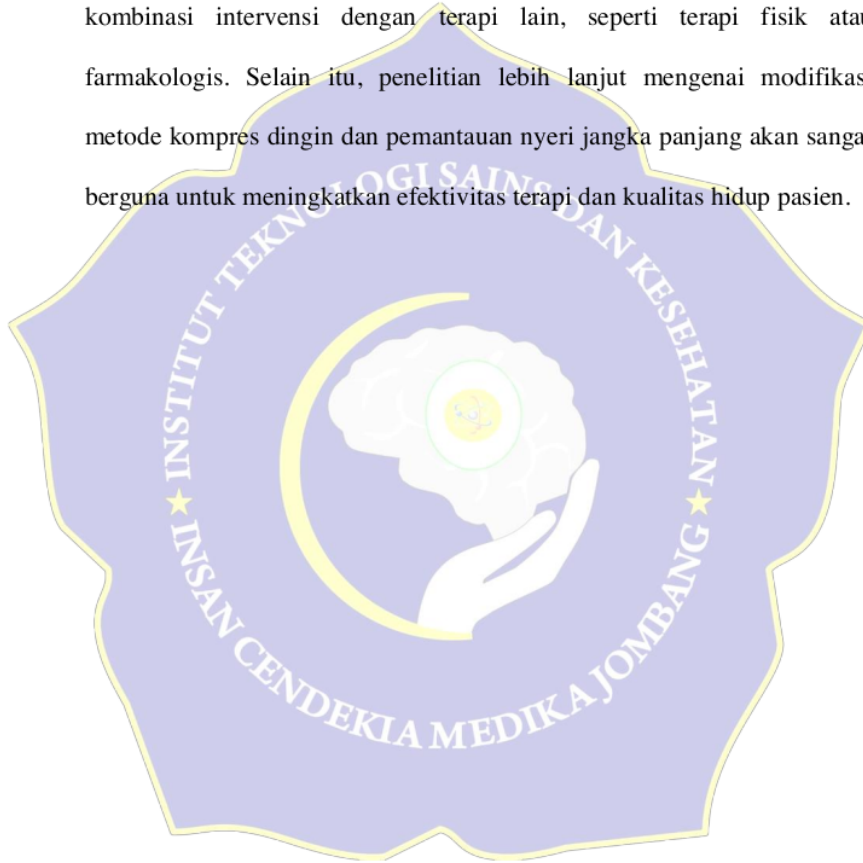 kombinasi intervensi dengan terapi lain, seperti terapi fisik atau
farmakologis. Selain itu, penelitian lebih lanjut mengenai modifikas
metode kompres dingin dan pemantauan nyeri jangka panjang akan sanga
berguna untuk meningkatkan efektivitas terapi dan kualitas hidup pasien.
INSTITUT TEKNOLOGI SAINS DAN KESEHATAN
INSAN CENDEKIA MEDIKA JOMBANG